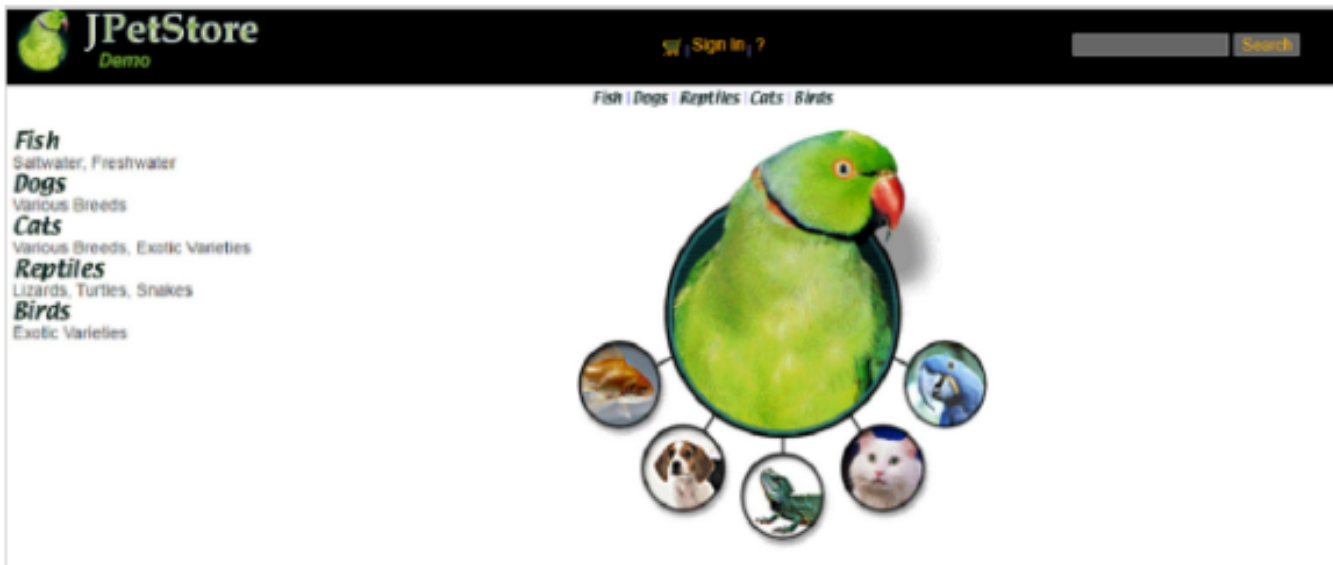 JPetStore
Demo
Sign In ?
Search
Fish | Dogs | Reptiles | Cats | Birds
Fish
Saltwater, Freshwater
Dogs
Various Breeds
Cats
Various Breeds, Exotic Varieties
Reptiles
Lizards, Turtles, Snakes
Birds
Exotic Varieties